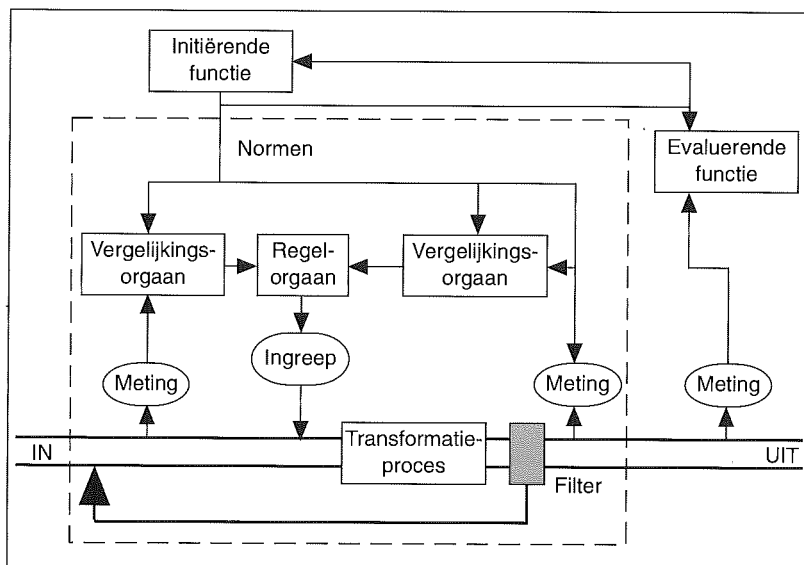 Initiërende
functie
Normen
Evaluerende
functie
Vergelijkings-
orgaan
Regel-
orgaan
Vergelijkings-
orgaan
Ingreep
Meting
Meting
Meting
IN
Transformatie-
proces
UIT
Filter